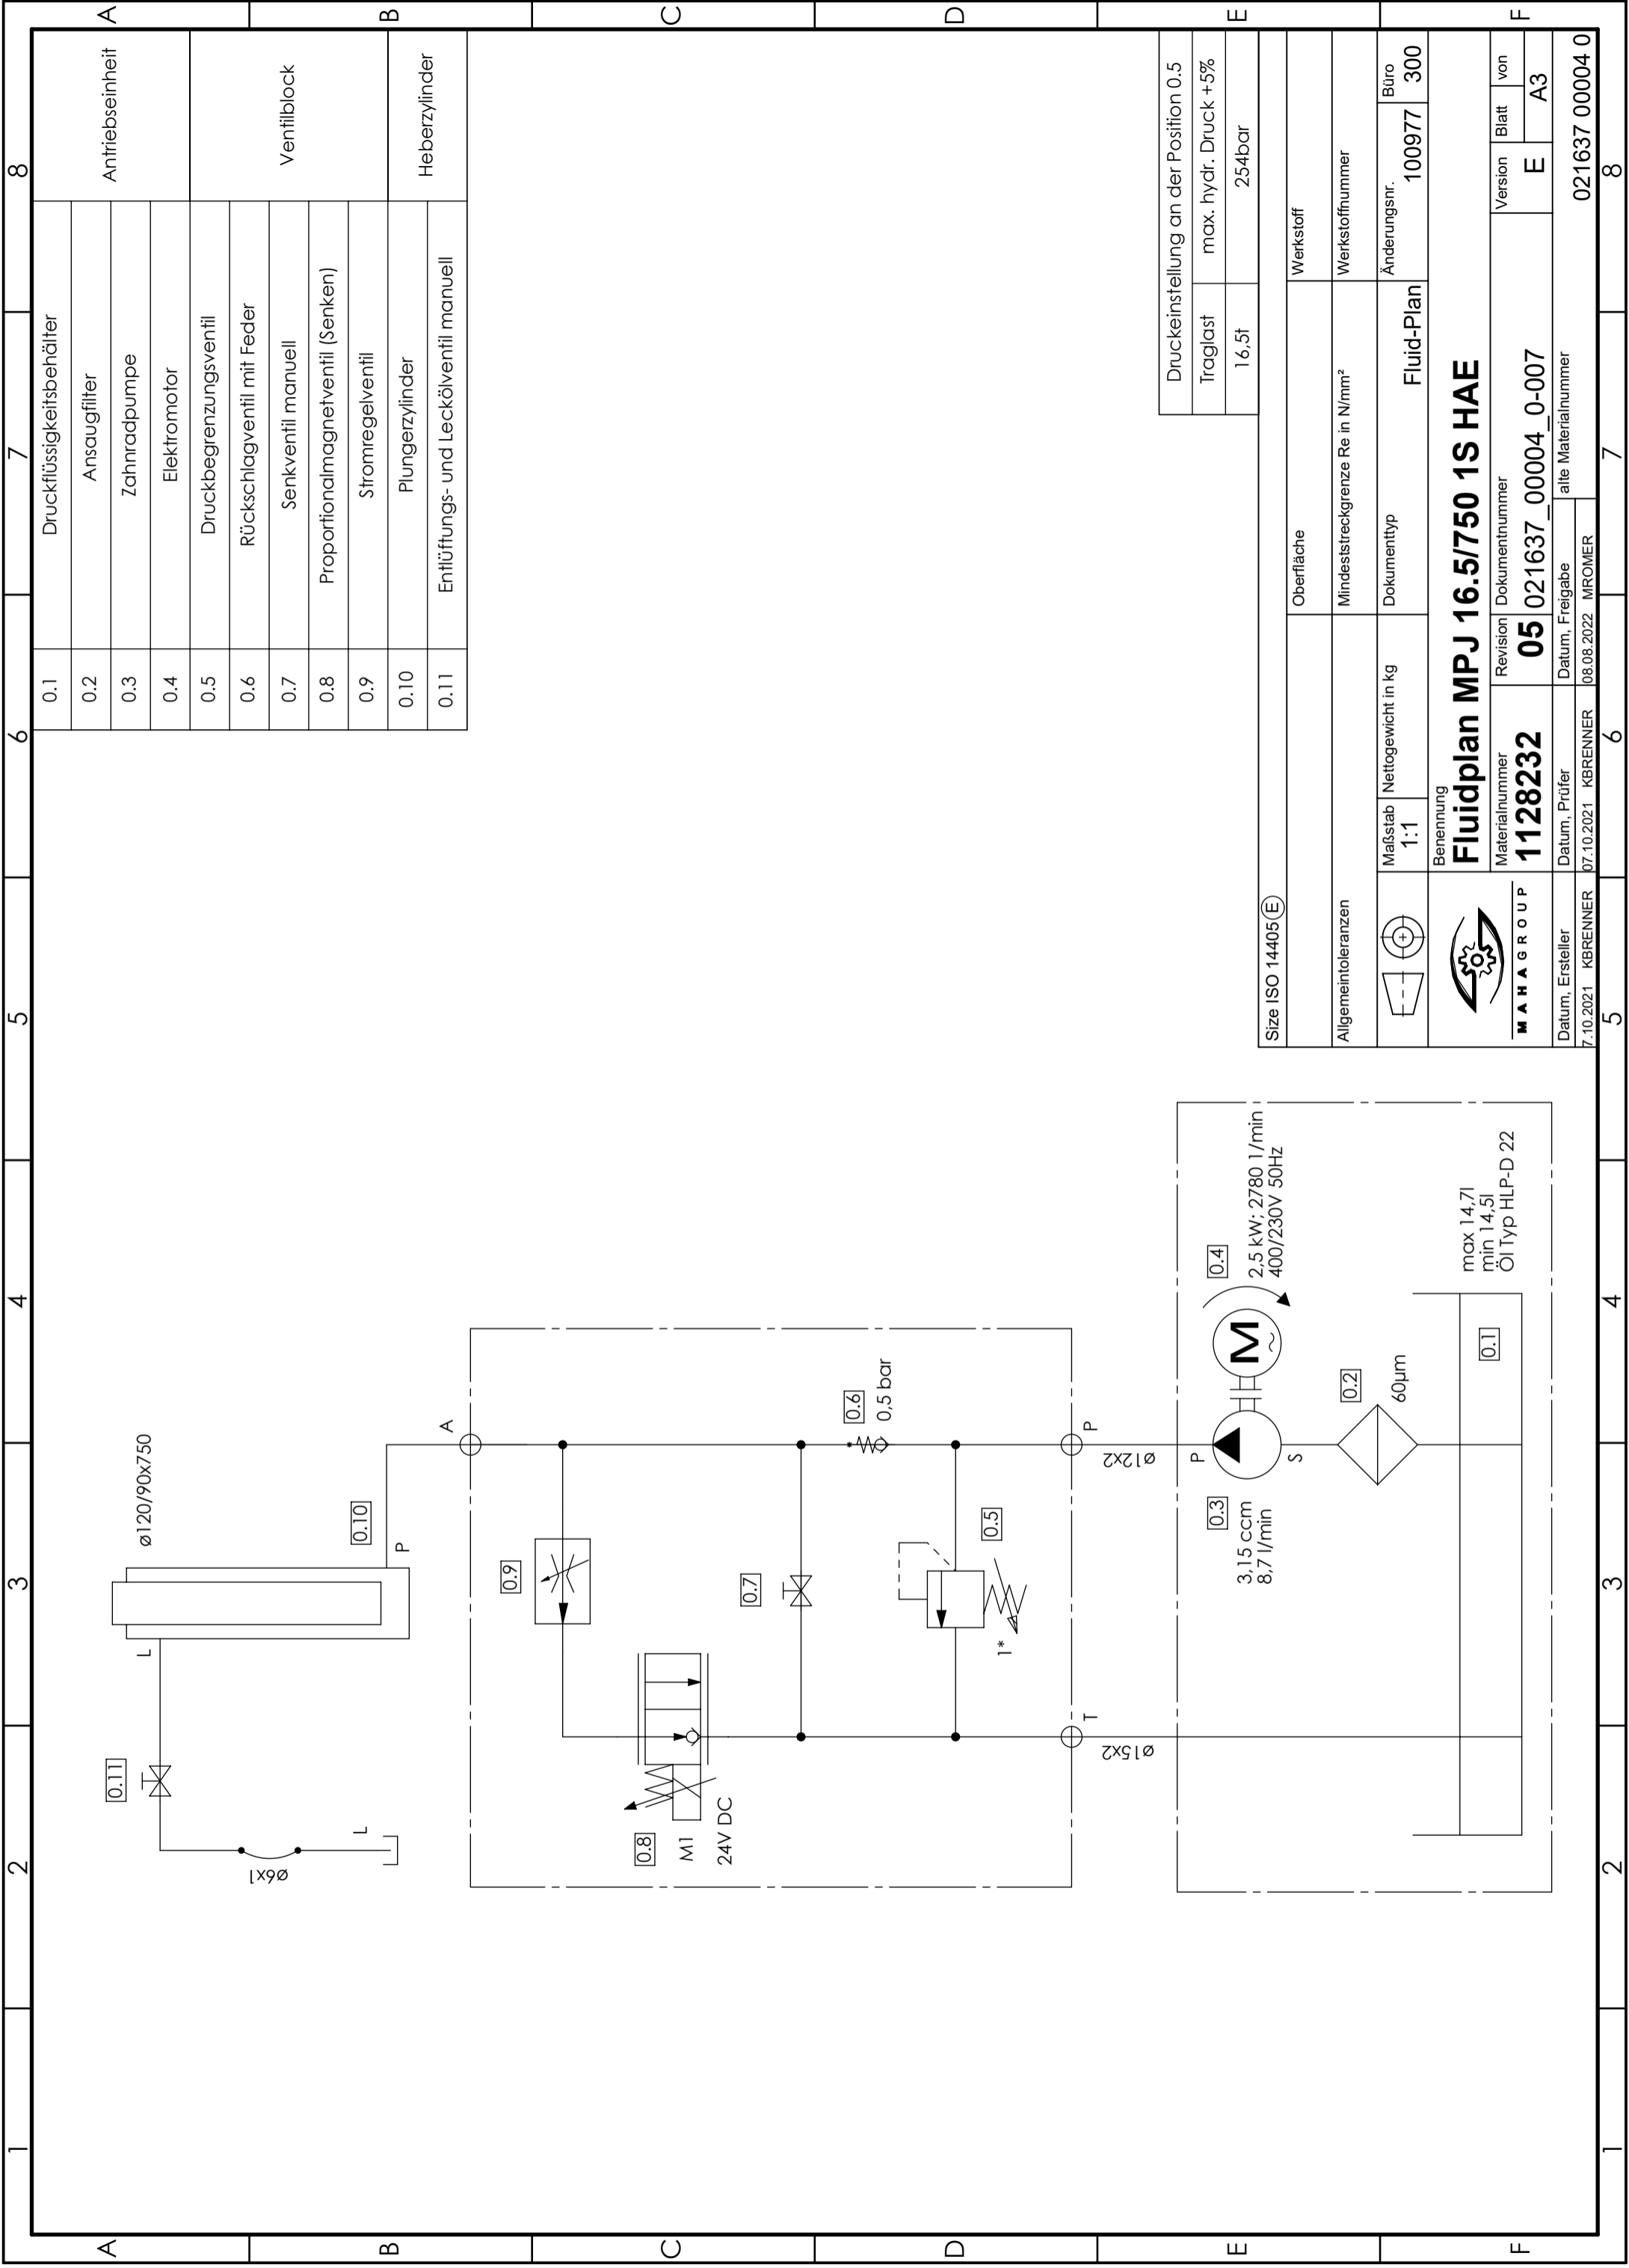 1 2 3 4 5 6 7 8
A
B
C
D
E
F
0.1 Druckflüssigkeitsbehälter
0.2 Ansaugfilter
0.3 Zahnradpumpe
0.4 Elektromotor
Antriebseinheit
0.5 Druckbegrenzungsventil
0.6 Rückschlagventil mit Feder
0.7 Senkventil manuell
0.8 Proportionalmagnetventil (Senken)
0.9 Stromregelventil
Ventilblock
0.10 Plungerzylinder
0.11 Entlüftungs- und Leckölventil manuell
Heberzylinder
0.11
L
ø6x1
L
ø120/90x750
0.10
P
A
0.9
0.8
M1
24V DC
0.7
0.6
0,5 bar
0.5
1*
T
P
ø15x2
ø12x2
P
0.3
3,15 ccm
8,7 l/min
S
0.4
M
~
2,5 kW; 2780 1/min
400/230V 50Hz
0.2
60µm
0.1
max 14,7l
min 14,5l
Öl Typ HLP-D 22
Druckeinstellung an der Position 0.5
Traglast max. hydr. Druck +5%
16,5t 254bar
Size ISO 14405 E
Oberfläche
Werkstoff
Allgemeintoleranzen
Mindeststreckgrenze Re in N/mm²
Werkstoffnummer
Maßstab
1:1
Nettogewicht in kg
Dokumenttyp
Fluid-Plan
Änderungsnr.
100977
Büro
300
Benennung
Fluidplan MPJ 16.5/750 1S HAE
MAHAGROUP
Materialnummer
1128232
Revision
05
Dokumentnummer
021637_00004_0-007
Version
E
Blatt
von
A3
Datum, Ersteller
7.10.2021 KBRENNER
Datum, Prüfer
07.10.2021 KBRENNER
Datum, Freigabe
08.08.2022 MROMER
alte Materialnummer
021637 00004 0
A
B
C
D
E
F
1 2 3 4 5 6 7 8